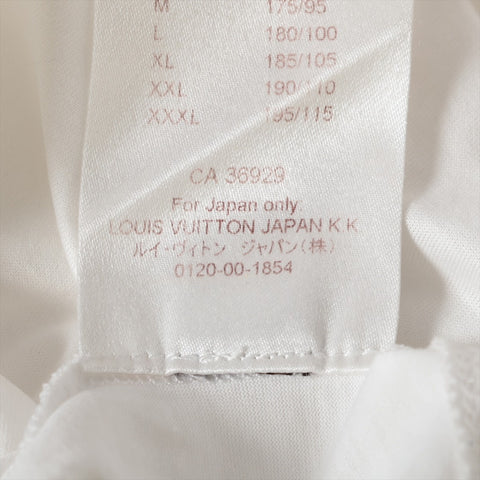 M 175/95
L 180/100
XL 185/105
XXL 190/110
XXXL 195/115
CA 36929
For Japan only.
LOUIS VUITTON JAPAN K K
ルイ・ヴィトン ジャパン(株)
0120-00-1854